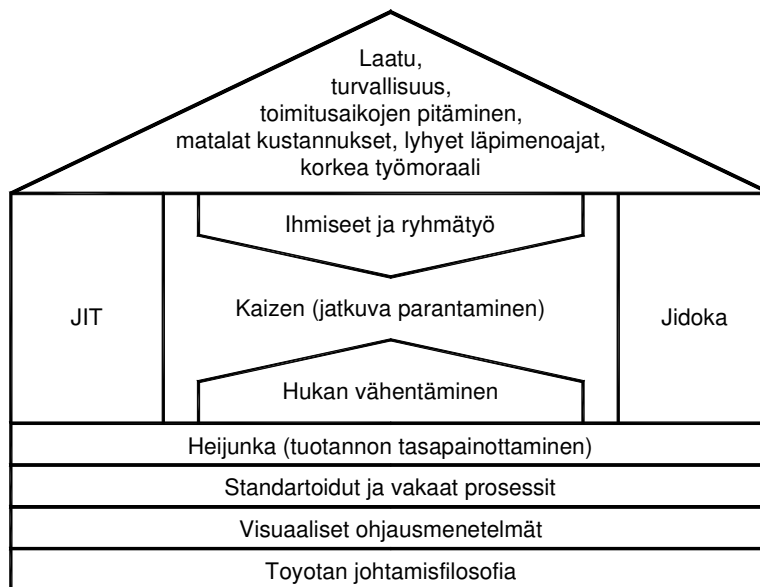 Laatu,
turvallisuus,
toimitusaikojen pitäminen,
matalat kustannukset, lyhyet läpimenoajat,
korkea työmoraali
Ihmiseet ja ryhmätyö
JIT
Kaizen (jatkuva parantaminen)
Jidoka
Hukan vähentäminen
Heijunka (tuotannon tasapainottaminen)
Standartoidut ja vakaat prosessit
Visuaaliset ohjausmenetelmät
Toyotan johtamisfilosofia